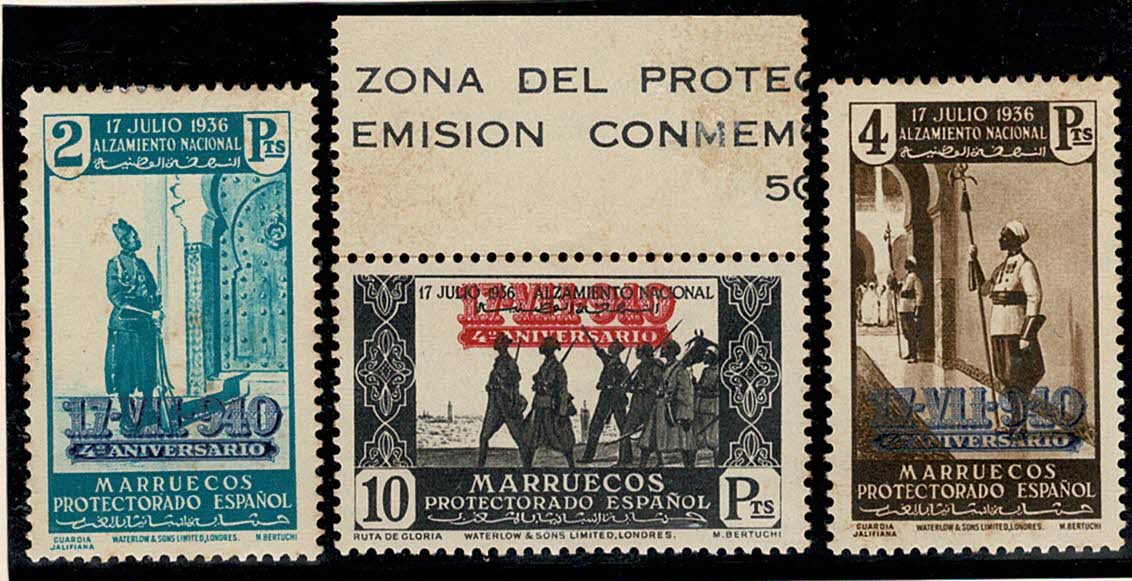 2 Pts
17 JULIO 1936
ALZAMIENTO NACIONAL
17-VII-940
4º ANIVERSARIO
MARRUECOS
PROTECTORADO ESPAÑOL
GUARDIA JALIFIANA
WATERLOW & SONS LIMITED, LONDRES.
M. BERTUCHI
ZONA DEL PROTEC
EMISION CONMEMO
50
17 JULIO 1936 ALZAMIENTO NACIONAL
17-VII-940
4º ANIVERSARIO
MARRUECOS
10 PROTECTORADO ESPAÑOL Pts
RUTA DE GLORIA WATERLOW & SONS LIMITED, LONDRES. M. BERTUCHI
4 Pts
17 JULIO 1936
ALZAMIENTO NACIONAL
17-VII-940
4º ANIVERSARIO
MARRUECOS
PROTECTORADO ESPAÑOL
GUARDIA JALIFIANA
WATERLOW & SONS LIMITED, LONDRES.
M. BERTUCHI